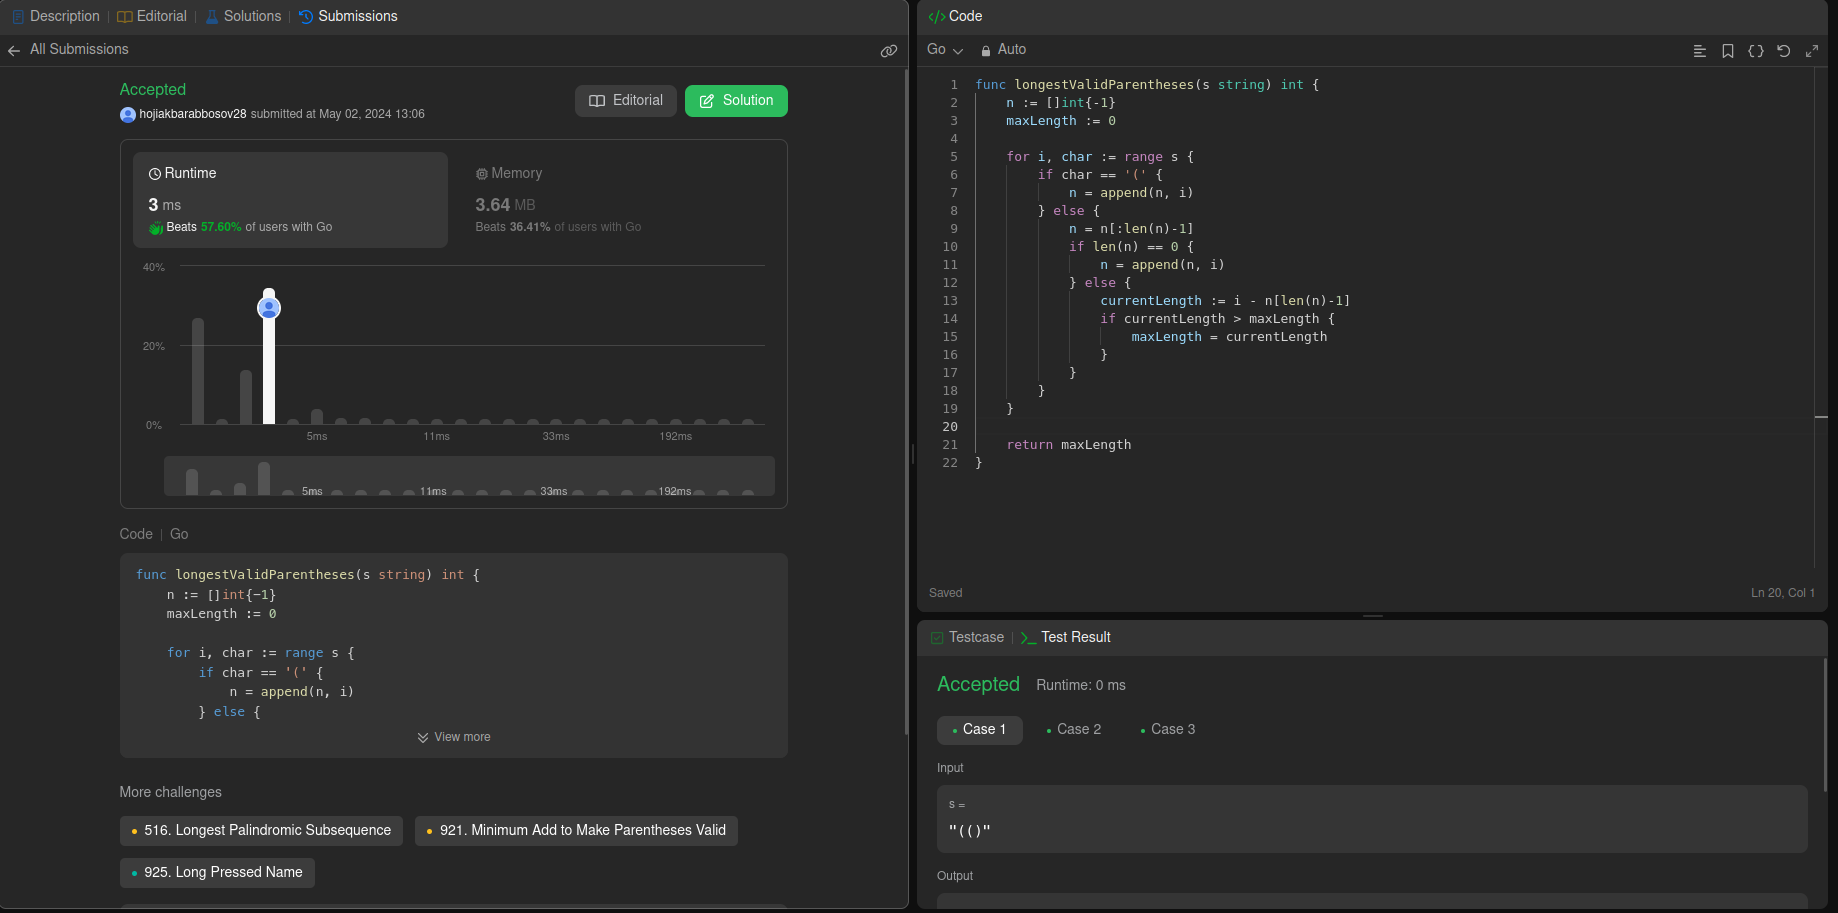 Description | Editorial | Solutions | Submissions
All Submissions
Accepted
hojiakbarabbosov28 submitted at May 02, 2024 13:06
Editorial
Solution
Runtime
3 ms
Beats 57.60% of users with Go
Memory
3.64 MB
Beats 36.41% of users with Go
40%
20%
0%
5ms 11ms 33ms 192ms
5ms 11ms 33ms 192ms
Code | Go
func longestValidParentheses(s string) int {
    n := []int{-1}
    maxLength := 0
    for i, char := range s {
        if char == '(' {
            n = append(n, i)
        } else {
View more
More challenges
516. Longest Palindromic Subsequence
921. Minimum Add to Make Parentheses Valid
925. Long Pressed Name
</> Code
Go Auto
1 func longestValidParentheses(s string) int {
2     n := []int{-1}
3     maxLength := 0
4
5     for i, char := range s {
6         if char == '(' {
7             n = append(n, i)
8         } else {
9             n = n[:len(n)-1]
10             if len(n) == 0 {
11                 n = append(n, i)
12             } else {
13                 currentLength := i - n[len(n)-1]
14                 if currentLength > maxLength {
15                     maxLength = currentLength
16                 }
17             }
18         }
19     }
20
21     return maxLength
22 }
Saved
Ln 20, Col 1
Testcase | >_ Test Result
Accepted Runtime: 0 ms
Case 1 Case 2 Case 3
Input
s =
"(()"
Output